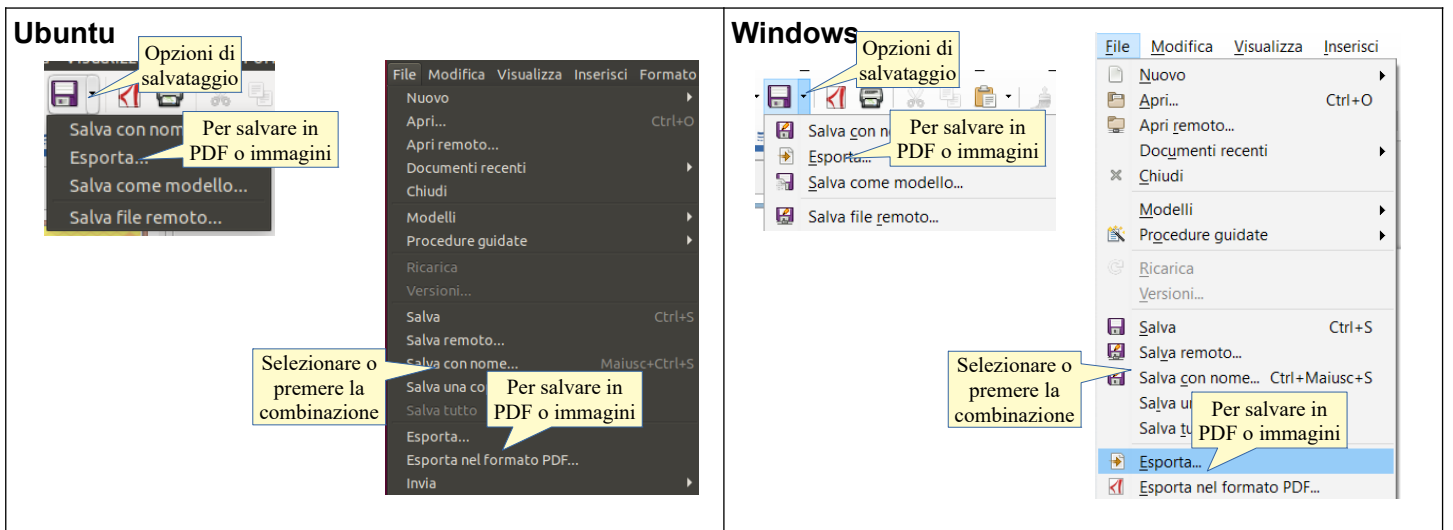 Ubuntu
Opzioni di
salvataggio
Salva con nom
Per salvare in
PDF o immagini
Esporta...
Salva come modello...
Salva file remoto...
File Modifica Visualizza Inserisci Formato
Nuovo
Apri... Ctrl+O
Apri remoto...
Documenti recenti
Chiudi
Modelli
Procedure guidate
Ricarica
Versioni...
Salva Ctrl+S
Salva remoto...
Salva con nome... Maiusc+Ctrl+S
Salva una co
Salva tutto
Selezionare o
premere la
combinazione
Per salvare in
PDF o immagini
Esporta...
Esporta nel formato PDF...
Invia
Windows
Opzioni di
salvataggio
Salva con n
Per salvare in
PDF o immagini
Esporta...
Salva come modello...
Salva file remoto...
File Modifica Visualizza Inserisci
Nuovo
Apri... Ctrl+O
Apri remoto...
Documenti recenti
Chiudi
Modelli
Procedure guidate
Ricarica
Versioni...
Salva Ctrl+S
Salva remoto...
Salva con nome... Ctrl+Maiusc+S
Salva u
Salva tu
Selezionare o
premere la
combinazione
Per salvare in
PDF o immagini
Esporta...
Esporta nel formato PDF...